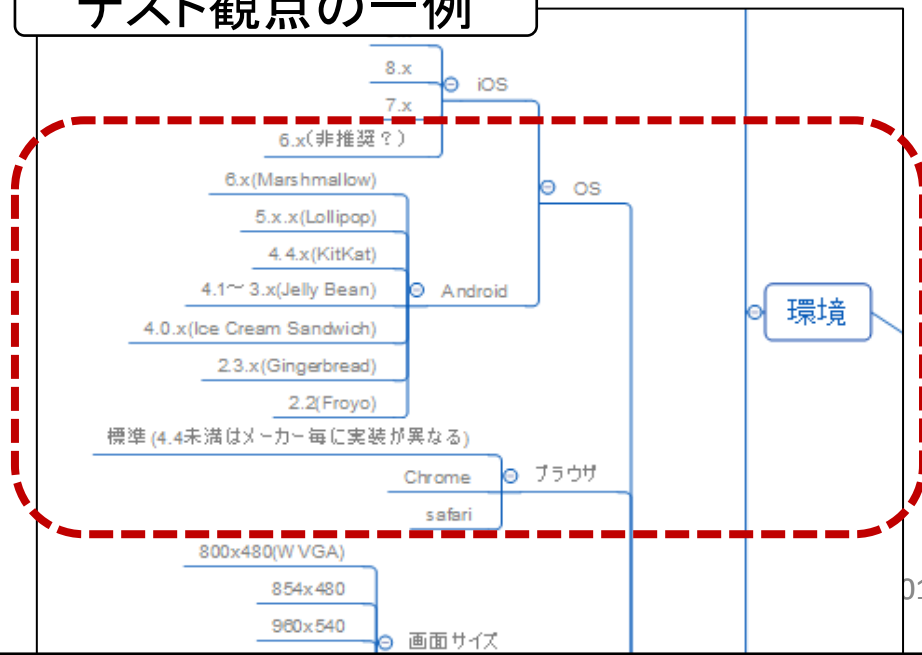 テスト観点の一例
8.x
iOS
7.x
6.x(非推奨？)
6.x(Marshmallow)
OS
5.x.x(Lollipop)
4.4.x(KitKat)
4.1～3.x(Jelly Bean)
Android
環境
4.0.x(Ice Cream Sandwich)
2.3.x(Gingerbread)
2.2(Froyo)
標準(4.4未満はメーカー毎に実装が異なる)
Chrome
ブラウザ
safari
800x480(WVGA)
854x480
960x540
画面サイズ